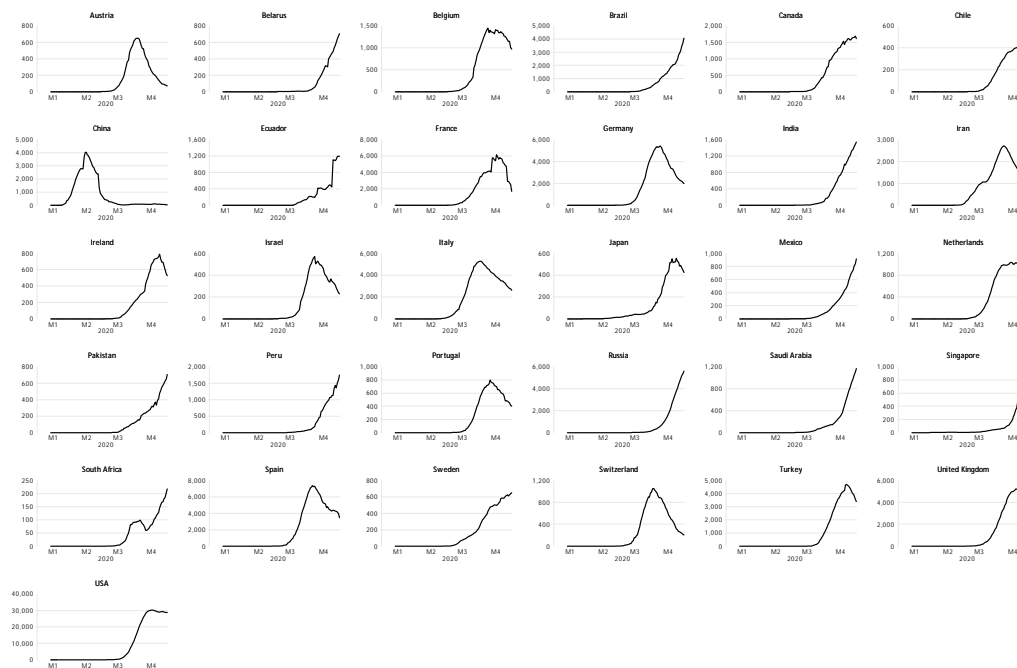 Austria Belarus Belgium Brazil Canada Chile
800 800 1,500 5,000 2,000 600
600 600 4,000 1,500
400 400 1,000 3,000 400
1,000
200 200 500 2,000 500 200
1,000
0 0 0 0 0 0
M1 M2 M3 M4 M1 M2 M3 M4 M1 M2 M3 M4 M1 M2 M3 M4 M1 M2 M3 M4 M1 M2 M3 M4
2020 2020 2020 2020 2020 2020
China Ecuador France Germany India Iran
5,000 1,600 8,000 6,000 1,600 3,000
4,000 1,200 6,000 1,200
3,000 800 4,000 4,000 800 2,000
2,000 400 2,000 2,000 400 1,000
1,000
0 0 0 0 0 0
M1 M2 M3 M4 M1 M2 M3 M4 M1 M2 M3 M4 M1 M2 M3 M4 M1 M2 M3 M4 M1 M2 M3 M4
2020 2020 2020 2020 2020 2020
Ireland Israel Italy Japan Mexico Netherlands
800 600 6,000 600 1,000 1,200
600 800
400 400 4,000 400 600 800
200 200 2,000 200 400 400
200
0 0 0 0 0 0
M1 M2 M3 M4 M1 M2 M3 M4 M1 M2 M3 M4 M1 M2 M3 M4 M1 M2 M3 M4 M1 M2 M3 M4
2020 2020 2020 2020 2020 2020
Pakistan Peru Portugal Russia Saudi Arabia Singapore
800 2,000 1,000 6,000 1,200 1,000
600 1,500 800 800
400 1,000 600 4,000 800 600
200 500 400 2,000 400 400
200 200
0 0 0 0 0 0
M1 M2 M3 M4 M1 M2 M3 M4 M1 M2 M3 M4 M1 M2 M3 M4 M1 M2 M3 M4 M1 M2 M3 M4
2020 2020 2020 2020 2020 2020
South Africa Spain Sweden Switzerland Turkey United Kingdom
250 8,000 800 1,200 5,000 6,000
200 6,000 600 4,000
150 4,000 400 800 3,000 4,000
100 2,000 200 400 2,000 2,000
50 1,000
0 0 0 0 0 0
M1 M2 M3 M4 M1 M2 M3 M4 M1 M2 M3 M4 M1 M2 M3 M4 M1 M2 M3 M4 M1 M2 M3 M4
2020 2020 2020 2020 2020 2020
USA
40,000
30,000
20,000
10,000
0
M1 M2 M3 M4